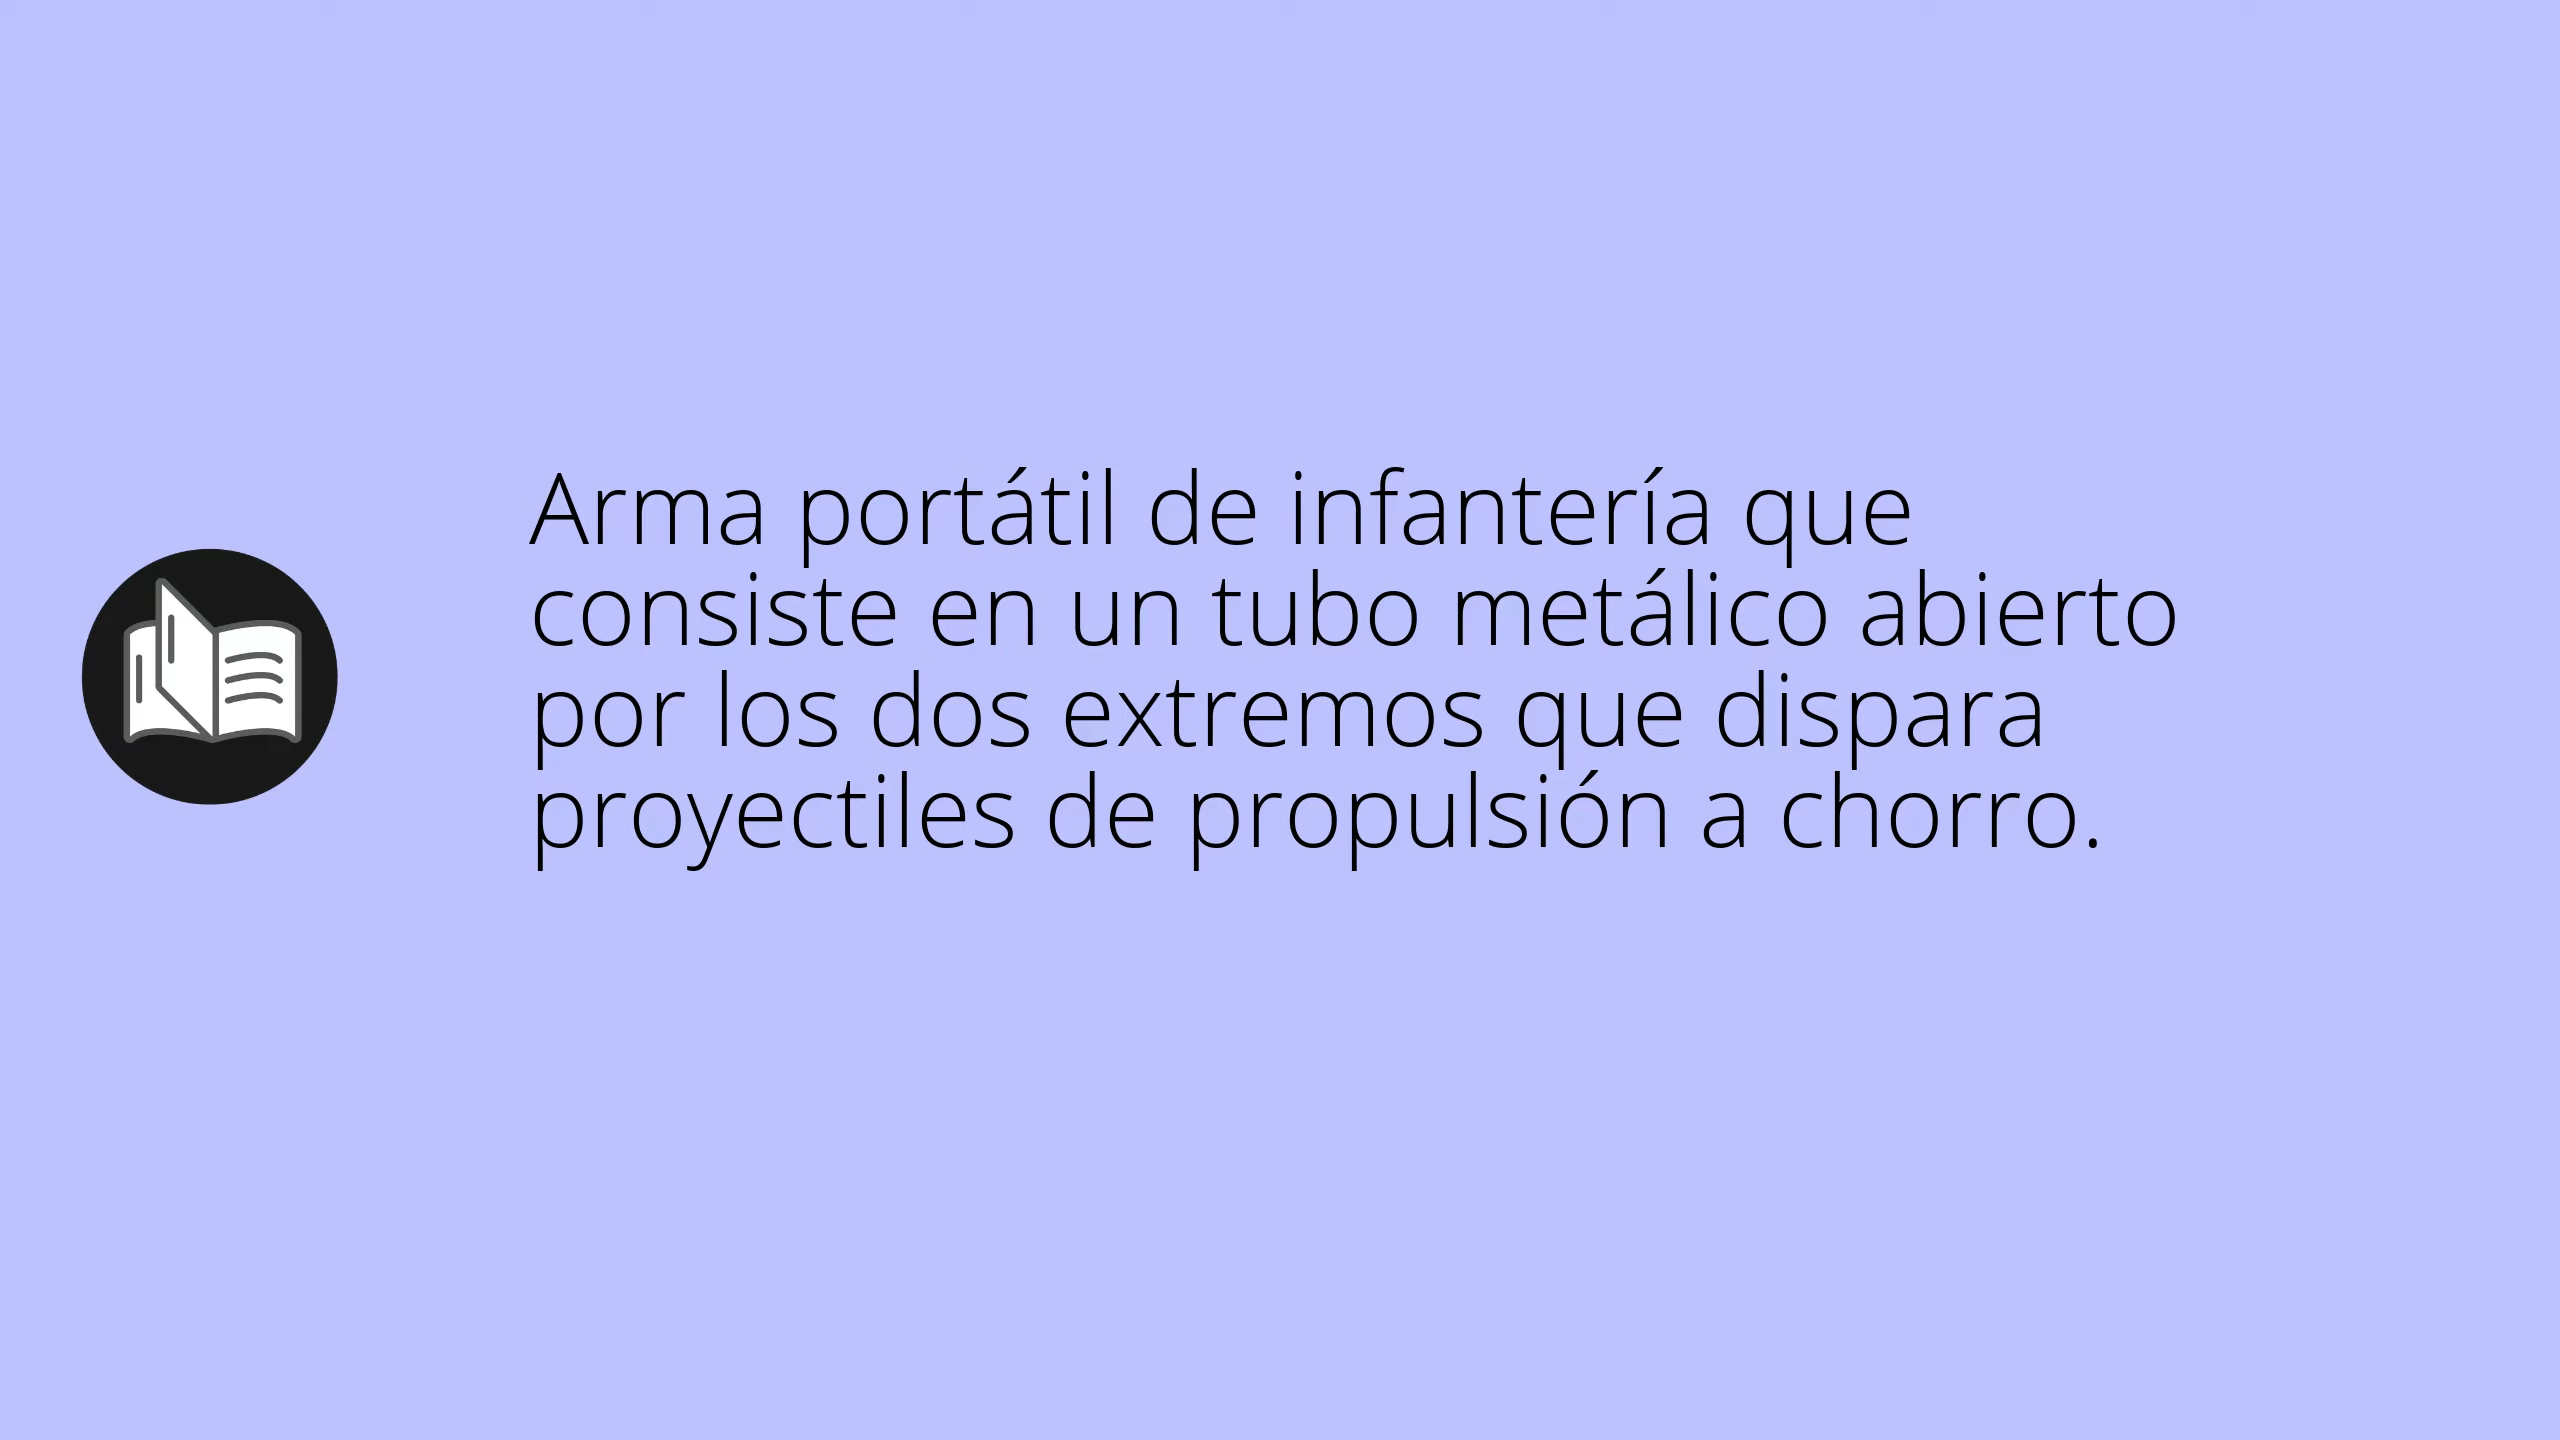 Arma portátil de infantería que
consiste en un tubo metálico abierto
por los dos extremos que dispara
proyectiles de propulsión a chorro.